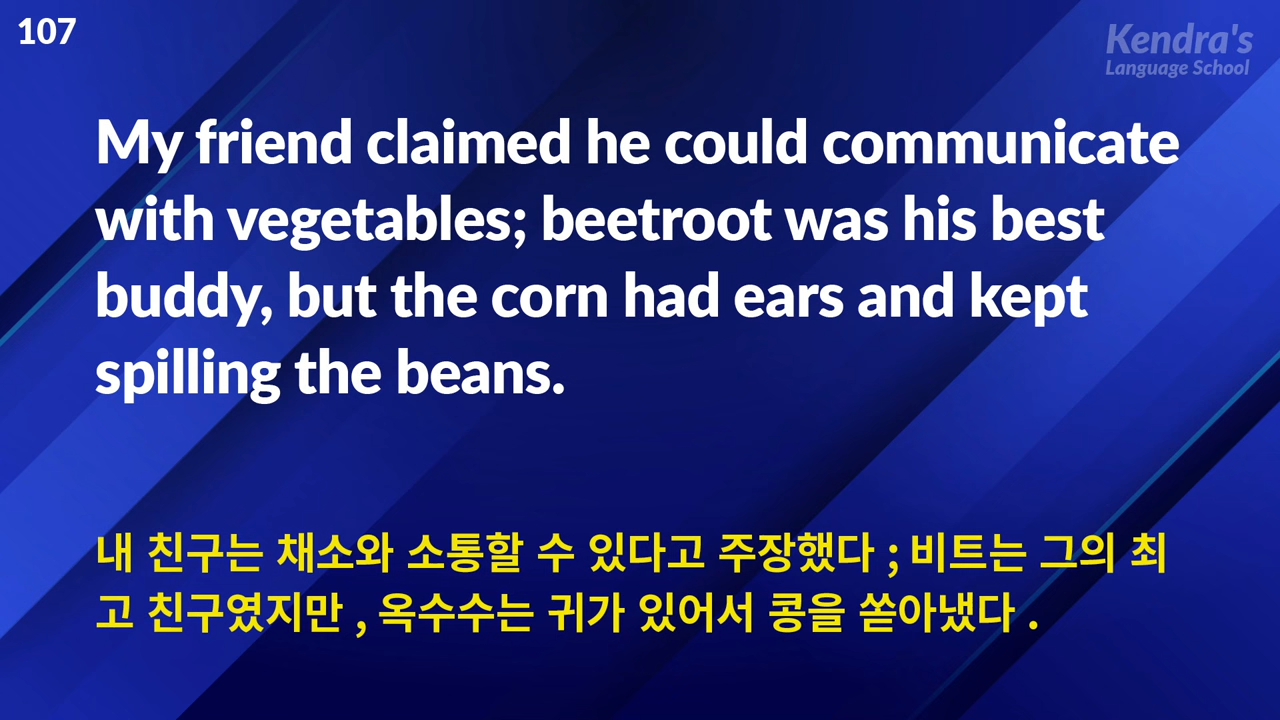 107
Kendra's
Language School
My friend claimed he could communicate
with vegetables; beetroot was his best
buddy, but the corn had ears and kept
spilling the beans.
내 친구는 채소와 소통할 수 있다고 주장했다 ; 비트는 그의 최
고 친구였지만 , 옥수수는 귀가 있어서 콩을 쏟아냈다 .